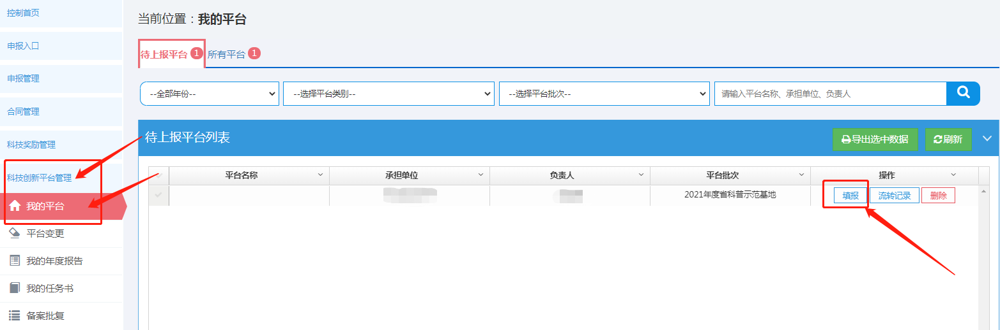 控制首页
申报入口
申报管理
合同管理
科技奖励管理
科技创新平台管理
我的平台
平台变更
我的年度报告
我的任务书
备案批复
当前位置：我的平台
待上报平台 1 所有平台 1
--全部年份-- --选择平台类别-- --选择平台批次-- 请输入平台名称、承担单位、负责人
待上报平台列表 导出选中数据 刷新
平台名称 承担单位 负责人 平台批次 操作
2021年度省科普示范基地 填报 流转记录 删除